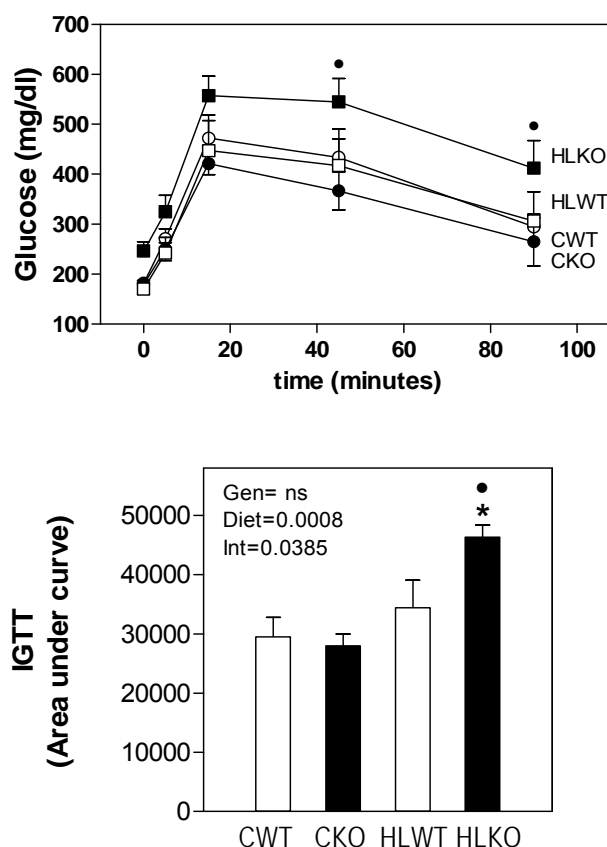 700
600
500
400
300
200
100
Glucose (mg/dl)
HLKO
HLWT
CWT
CKO
0 20 40 60 80 100
time (minutes)
Gen= ns
Diet=0.0008
Int=0.0385
*
50000
40000
30000
20000
10000
0
IGTT
(Area under curve)
CWT CKO HLWT HLKO